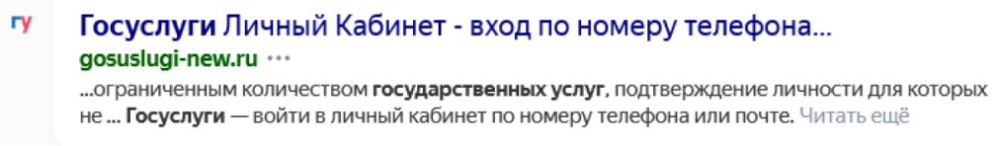 гу Госуслуги Личный Кабинет - вход по номеру телефона...
gosuslugi-new.ru •••
...ограниченным количеством государственных услуг, подтверждение личности для которых
не ... Госуслуги — войти в личный кабинет по номеру телефона или почте. Читать ещё